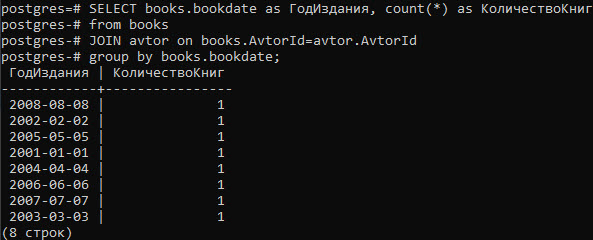 postgres=# SELECT books.bookdate as ГодИздания, count(*) as КоличествоКниг
postgres-# from books
postgres-# JOIN avtor on books.AvtorId=avtor.AvtorId
postgres-# group by books.bookdate;
 ГодИздания | КоличествоКниг
------------+----------------
 2008-08-08 |              1
 2002-02-02 |              1
 2005-05-05 |              1
 2001-01-01 |              1
 2004-04-04 |              1
 2006-06-06 |              1
 2007-07-07 |              1
 2003-03-03 |              1
(8 строк)